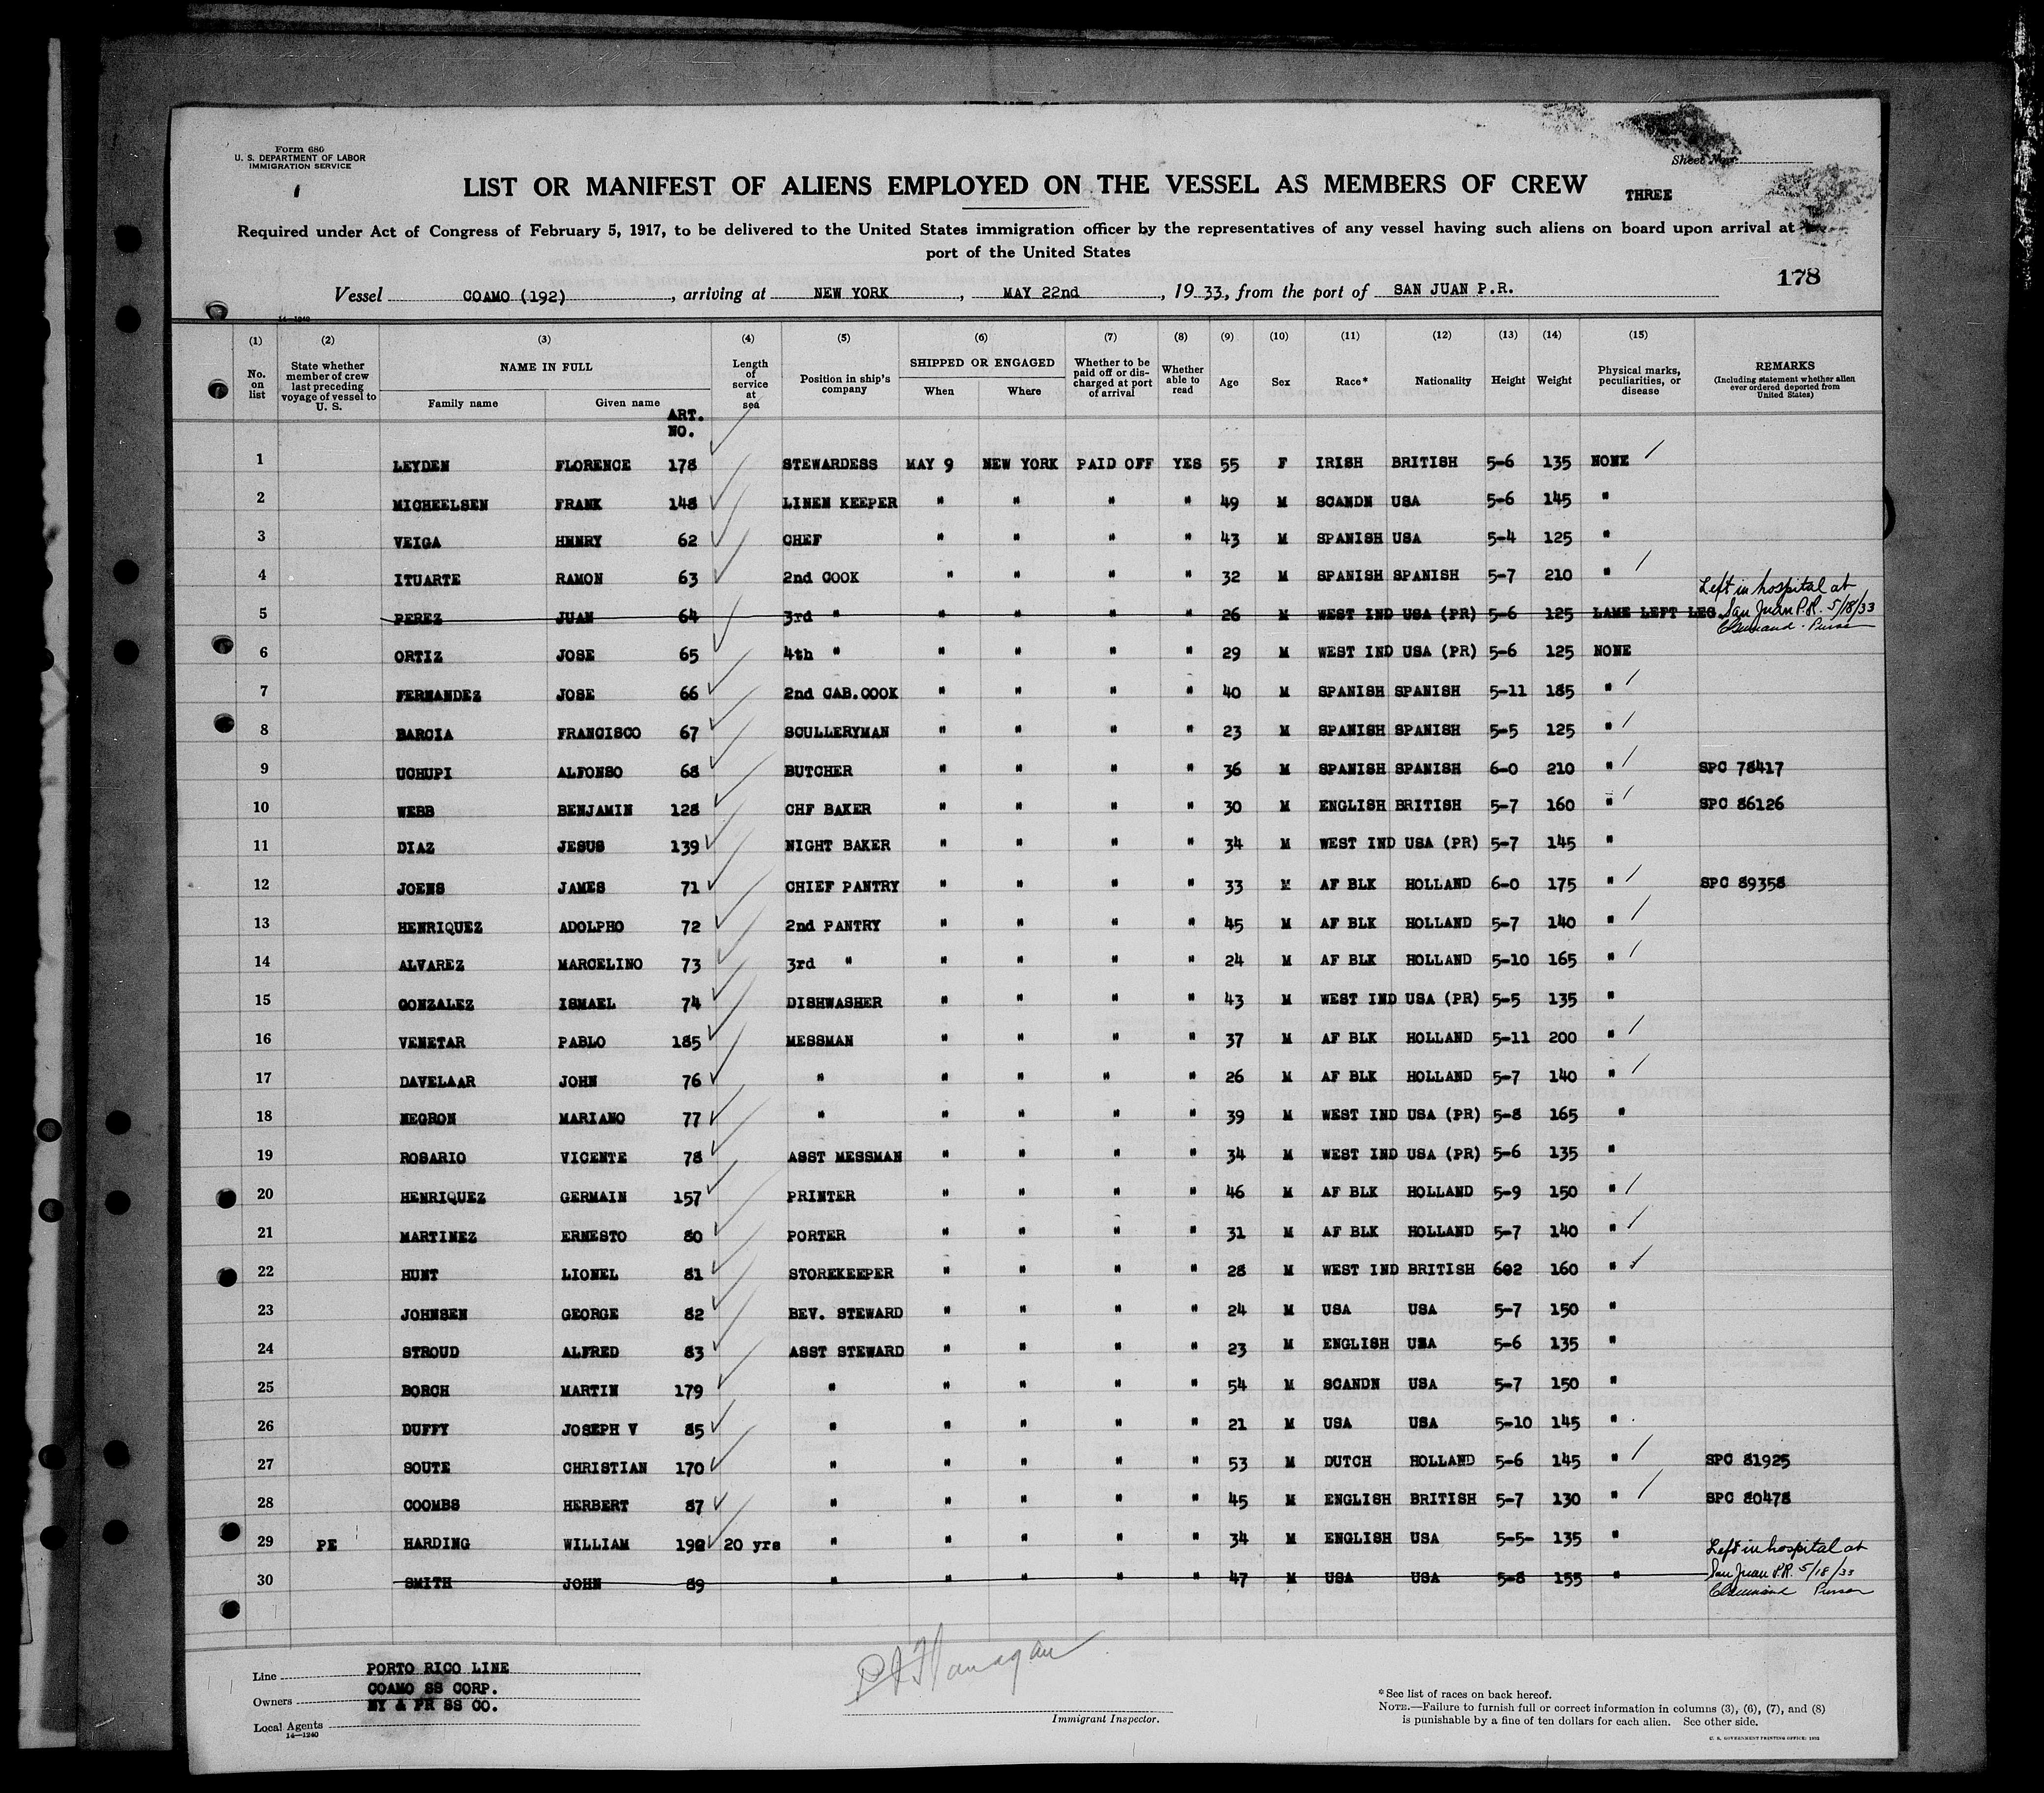 Form 686
U. S. DEPARTMENT OF LABOR
IMMIGRATION SERVICE
Sheet No.
THREE
LIST OR MANIFEST OF ALIENS EMPLOYED ON THE VESSEL AS MEMBERS OF CREW
Required under Act of Congress of February 5, 1917, to be delivered to the United States immigration officer by the representatives of any vessel having such aliens on board upon arrival at
port of the United States
178
Vessel COAMO (192), arriving at NEW YORK, MAY 22nd, 1933, from the port of SAN JUAN P.R.
14—1240
(1) (2) (3) (4) (5) (6) (7) (8) (9) (10) (11) (12) (13) (14) (15)
No. on list State whether member of crew last preceding voyage of vessel to U. S. NAME IN FULL Family name Given name Length of service at sea Position in ship's company SHIPPED OR ENGAGED When Where Whether to be paid off or discharged at port of arrival Whether able to read Age Sex Race* Nationality Height Weight Physical marks, peculiarities, or disease REMARKS (Including statement whether alien ever ordered deported from United States)
ART.
NO.
1 LEYDEN FLORENCE 178 STEWARDESS MAY 9 NEW YORK PAID OFF YES 55 F IRISH BRITISH 5-6 135 NONE
2 MICHEELSEN FRANK 148 LINEN KEEPER " " " " 49 M SCANDN USA 5-6 145 "
3 VEIGA HENRY 62 CHEF " " " " 43 M SPANISH USA 5-4 125 "
4 ITUARTE RAMON 63 2nd COOK " " " " 32 M SPANISH SPANISH 5-7 210 "
5 PEREZ JUAN 64 3rd " " " " " 26 M WEST IND USA (PR) 5-6 125 LAME LEFT LEG Left in hospital at San Juan P.R. 5/18/33 Purser
6 ORTIZ JOSE 65 4th " " " " " 29 M WEST IND USA (PR) 5-6 125 NONE
7 FERNANDEZ JOSE 66 2nd CAB.COOK " " " " 40 M SPANISH SPANISH 5-11 185 "
8 BARCIA FRANCISCO 67 SCULLERYMAN " " " " 23 M SPANISH SPANISH 5-5 125 "
9 UCHUPI ALFONSO 68 BUTCHER " " " " 36 M SPANISH SPANISH 6-0 210 " SPC 78417
10 WEBB BENJAMIN 128 CHF BAKER " " " " 30 M ENGLISH BRITISH 5-7 160 " SPC 86126
11 DIAZ JESUS 139 NIGHT BAKER " " " " 34 M WEST IND USA (PR) 5-7 145 "
12 JOENS JAMES 71 CHIEF PANTRY " " " " 33 M AF BLK HOLLAND 6-0 175 " SPC 89358
13 HENRIQUEZ ADOLPHO 72 2nd PANTRY " " " " 45 M AF BLK HOLLAND 5-7 140 "
14 ALVAREZ MARCELINO 73 3rd " " " " " 24 M AF BLK HOLLAND 5-10 165 "
15 GONZALEZ ISMAEL 74 DISHWASHER " " " " 43 M WEST IND USA (PR) 5-5 135 "
16 VENETAR PABLO 185 MESSMAN " " " " 37 M AF BLK HOLLAND 5-11 200 "
17 DAVELAAR JOHN 76 " " " " " 26 M AF BLK HOLLAND 5-7 140 "
18 NEGRON MARIANO 77 " " " " " 39 M WEST IND USA (PR) 5-8 165 "
19 ROSARIO VICENTE 78 ASST MESSMAN " " " " 34 M WEST IND USA (PR) 5-6 135 "
20 HENRIQUEZ GERMAIN 157 PRINTER " " " " 46 M AF BLK HOLLAND 5-9 150 "
21 MARTINEZ ERNESTO 80 PORTER " " " " 31 M AF BLK HOLLAND 5-7 140 "
22 HUNT LIONEL 81 STOREKEEPER " " " " 28 M WEST IND BRITISH 602 160 "
23 JOHNSEN GEORGE 82 BEV. STEWARD " " " " 24 M USA USA 5-7 150 "
24 STROUD ALFRED 83 ASST STEWARD " " " " 23 M ENGLISH USA 5-6 135 "
25 BORCH MARTIN 179 " " " " " 54 M SCANDN USA 5-7 150 "
26 DUFFY JOSEPH V 85 " " " " " 21 M USA USA 5-10 145 "
27 SOUTE CHRISTIAN 170 " " " " " 53 M DUTCH HOLLAND 5-6 145 " SPC 81925
28 COOMBS HERBERT 87 " " " " " 45 M ENGLISH BRITISH 5-7 130 " SPC 80478
29 PE HARDING WILLIAM 20 yrs " " " " " 34 M ENGLISH USA 5-5- 135 "
30 SMITH JOHN 89 " " " " " 47 M USA USA 5-8 155 " Left in hospital at San Juan P.R. 5/18/33 Purser
Line PORTO RICO LINE
Owners COAMO SS CORP.
NY & PR SS CO.
Local Agents
14—1240
P J Flanagan
Immigrant Inspector.
*See list of races on back hereof.
NOTE.—Failure to furnish full or correct information in columns (3), (6), (7), and (8)
is punishable by a fine of ten dollars for each alien. See other side.
U. S. GOVERNMENT PRINTING OFFICE: 1932